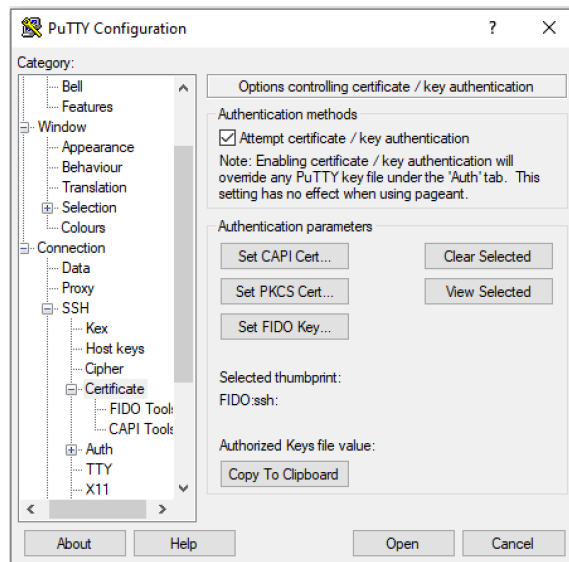 PuTTY Configuration
?
Category:
Bell
Features
Window
Appearance
Behaviour
Translation
Selection
Colours
Connection
Data
Proxy
SSH
Kex
Host keys
Cipher
Certificate
FIDO Tools
CAPI Tools
Auth
TTY
X11
Options controlling certificate / key authentication
Authentication methods
Attempt certificate / key authentication
Note: Enabling certificate / key authentication will
override any PuTTY key file under the 'Auth' tab. This
setting has no effect when using pageant.
Authentication parameters
Set CAPI Cert...
Clear Selected
Set PKCS Cert...
View Selected
Set FIDO Key...
Selected thumbprint:
FIDO:ssh:
Authorized Keys file value:
Copy To Clipboard
About
Help
Open
Cancel